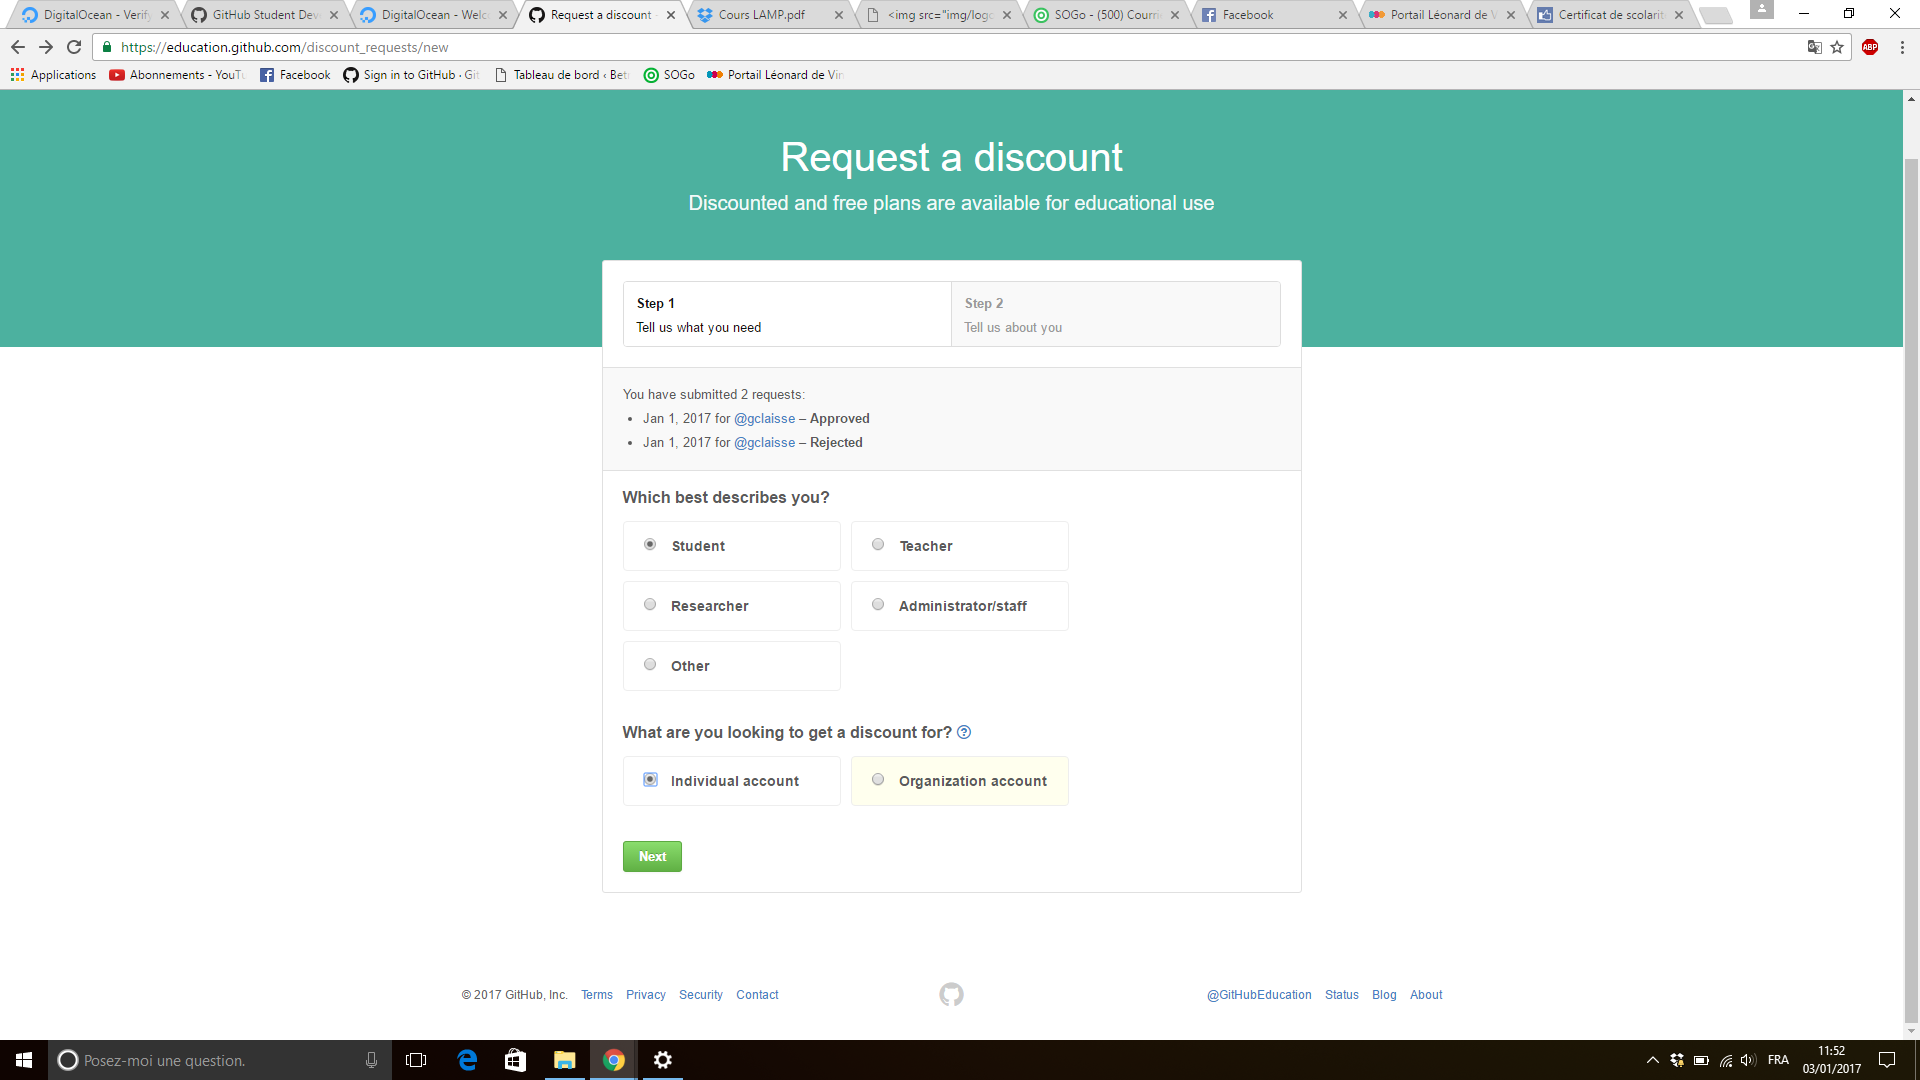 DigitalOcean - Verify
GitHub Student Dev
DigitalOcean - Welc
Request a discount -
Cours LAMP.pdf
<img src="img/logo
SOGo - (500) Courri
Facebook
Portail Léonard de V
Certificat de scolarit
https://education.github.com/discount_requests/new
ABP
Applications
Abonnements - YouTu
Facebook
Sign in to GitHub · Git
Tableau de bord ‹ Bet
SOGo
Portail Léonard de Vin
Request a discount
Discounted and free plans are available for educational use
Step 1
Tell us what you need
Step 2
Tell us about you
You have submitted 2 requests:
• Jan 1, 2017 for @gclaisse – Approved
• Jan 1, 2017 for @gclaisse – Rejected
Which best describes you?
Student
Teacher
Researcher
Administrator/staff
Other
What are you looking to get a discount for?
Individual account
Organization account
Next
© 2017 GitHub, Inc. Terms Privacy Security Contact
@GitHubEducation Status Blog About
Posez-moi une question.
FRA
11:52
03/01/2017